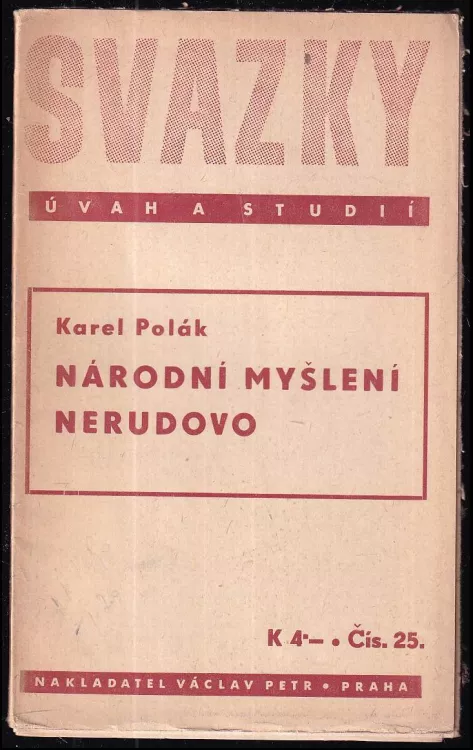 SVAZKY
ÚVAH A STUDIÍ
Karel Polák
NÁRODNÍ MYŠLENÍ
NERUDOVO
K 4·— • Čís. 25.
NAKLADATEL VÁCLAV PETR • PRAHA